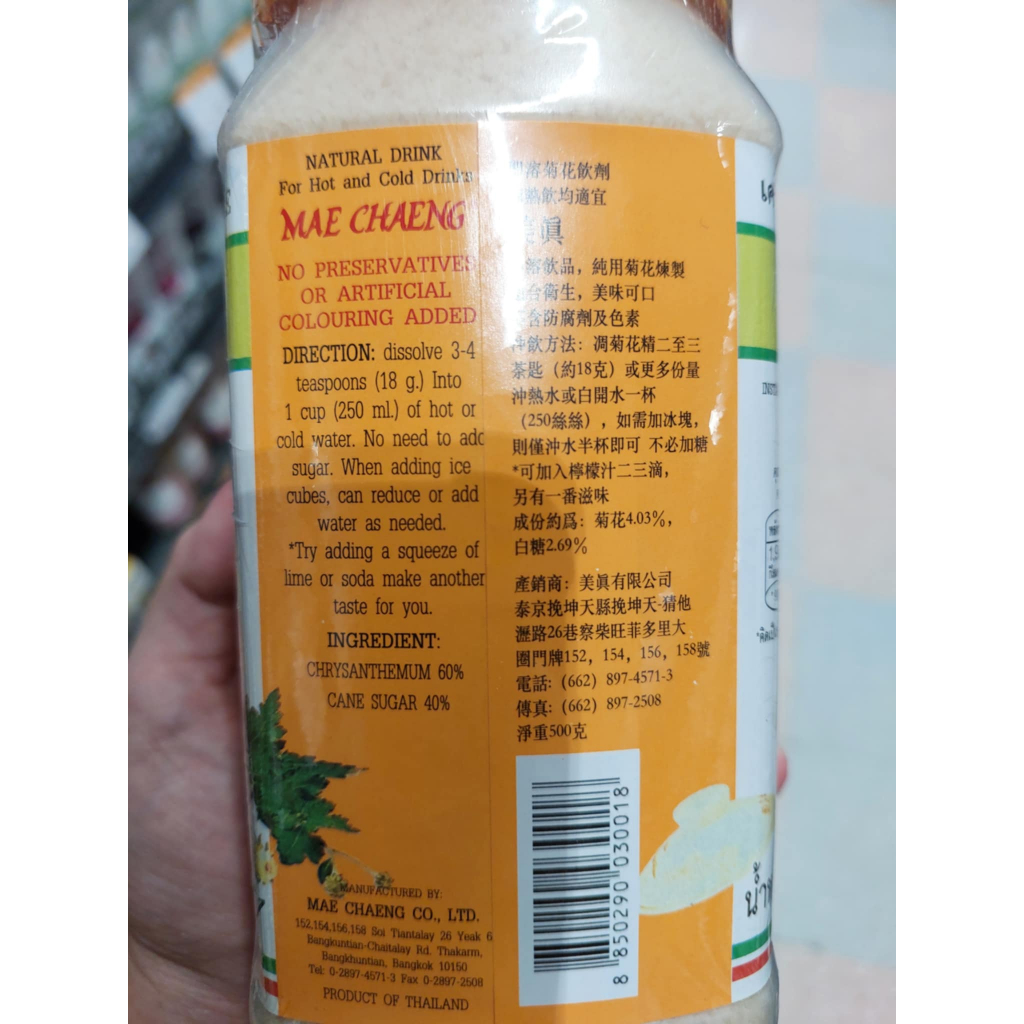 NATURAL DRINK
For Hot and Cold Drinks
MAE CHAENG
NO PRESERVATIVES
OR ARTIFICIAL
COLOURING ADDED
DIRECTION: dissolve 3-4
teaspoons (18 g.) Into
1 cup (250 ml.) of hot or
cold water. No need to add
sugar. When adding ice
cubes, can reduce or add
water as needed.
*Try adding a squeeze of
lime or soda make another
taste for you.
INGREDIENT:
CHRYSANTHEMUM 60%
CANE SUGAR 40%
MANUFACTURED BY:
MAE CHAENG CO., LTD.
152,154,156,158 Soi Tiantalay 26 Yeak 6
Bangkuntian-Chaitalay Rd. Thakarm,
Bangkhuntian, Bangkok 10150
Tel: 0-2897-4571-3 Fax 0-2897-2508
PRODUCT OF THAILAND
溶菊花飲劑
熱飲均適宜
美眞
溶飲品，純用菊花煉製
合衛生，美味可口
含防腐劑及色素
沖飲方法：凋菊花精二至三
茶匙（約18克）或更多份量
沖熱水或白開水一杯
（250絲絲），如需加冰塊，
則僅沖水半杯即可 不必加糖
*可加入檸檬汁二三滴，
另有一番滋味
成份約爲：菊花4.03%，
白糖2.69%
產銷商：美眞有限公司
泰京挽坤天縣挽坤天-猜他
瀝路26巷察柴旺菲多里大
圈門牌152，154，156，158號
電話:（662）897-4571-3
傳真:（662）897-2508
淨重500克
8 850290 030018